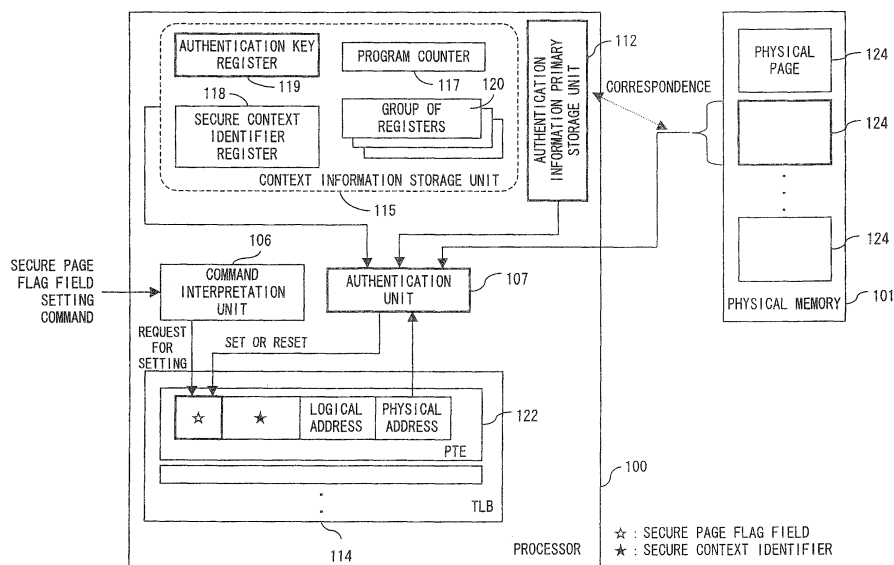 AUTHENTICATION KEY
REGISTER
119
PROGRAM COUNTER
117
118
SECURE CONTEXT
IDENTIFIER
REGISTER
120
GROUP OF
REGISTERS
CONTEXT INFORMATION STORAGE UNIT
115
AUTHENTICATION
INFORMATION PRIMARY
STORAGE UNIT
112
CORRESPONDENCE
PHYSICAL
PAGE
124
124
124
PHYSICAL MEMORY
101
SECURE PAGE
FLAG FIELD
SETTING
COMMAND
106
COMMAND
INTERPRETATION
UNIT
AUTHENTICATION
UNIT
107
REQUEST
FOR
SETTING
SET OR RESET
☆
★
LOGICAL
ADDRESS
PHYSICAL
ADDRESS
PTE
122
TLB
114
PROCESSOR
100
☆ : SECURE PAGE FLAG FIELD
★ : SECURE CONTEXT IDENTIFIER